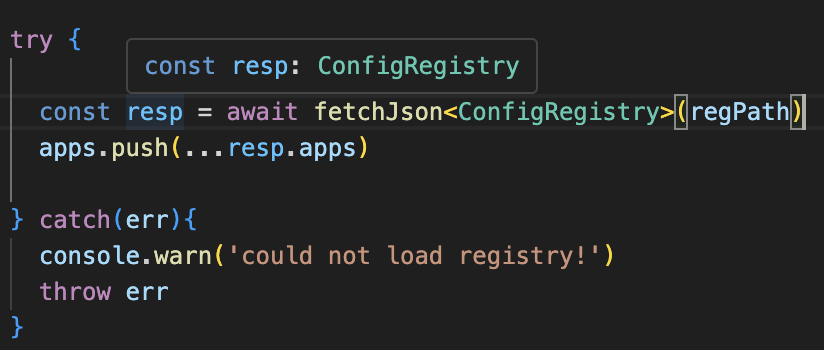 try {
const resp: ConfigRegistry
const resp = await fetchJson<ConfigRegistry>(regPath)
apps.push(...resp.apps)
} catch(err){
console.warn('could not load registry!')
throw err
}